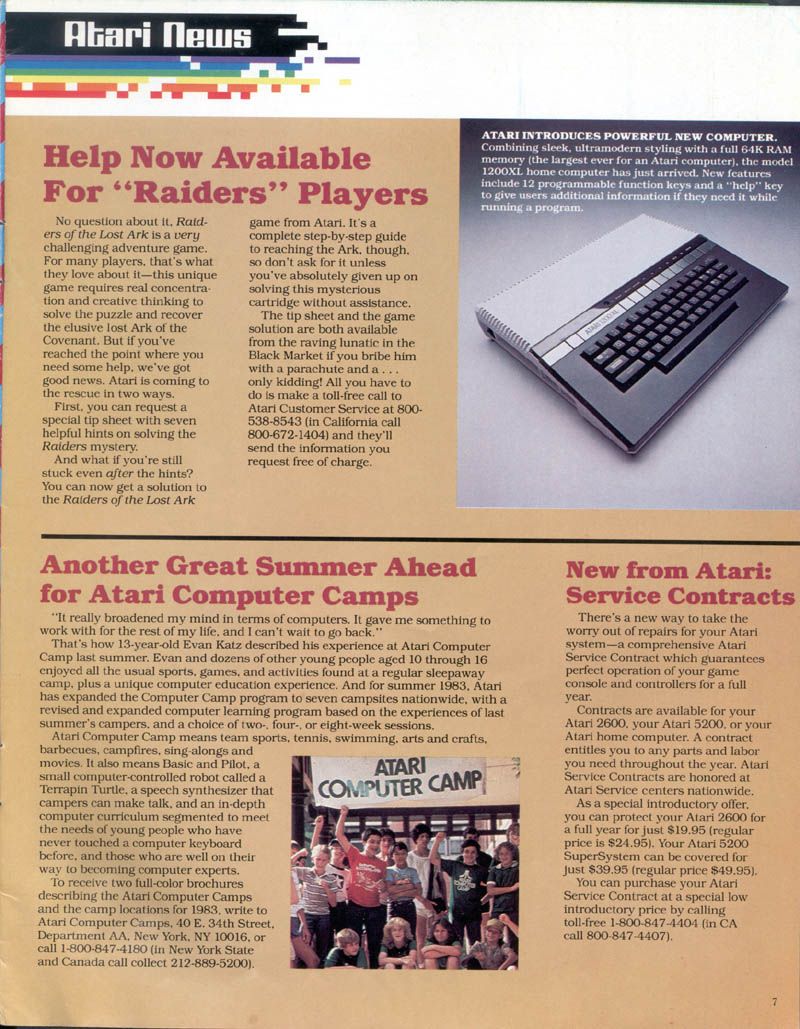 Atari News
Help Now Available
For "Raiders" Players
No question about it, Raid-
ers of the Lost Ark is a very
challenging adventure game.
For many players, that's what
they love about it—this unique
game requires real concentra-
tion and creative thinking to
solve the puzzle and recover
the elusive lost Ark of the
Covenant. But if you've
reached the point where you
need some help, we've got
good news. Atari is coming to
the rescue in two ways.
First, you can request a
special tip sheet with seven
helpful hints on solving the
Raiders mystery.
And what if you're still
stuck even after the hints?
You can now get a solution to
the Raiders of the Lost Ark
game from Atari. It's a
complete step-by-step guide
to reaching the Ark, though,
so don't ask for it unless
you've absolutely given up on
solving this mysterious
cartridge without assistance.
The tip sheet and the game
solution are both available
from the raving lunatic in the
Black Market if you bribe him
with a parachute and a . . .
only kidding! All you have to
do is make a toll-free call to
Atari Customer Service at 800-
538-8543 (in California call
800-672-1404) and they'll
send the information you
request free of charge.
ATARI INTRODUCES POWERFUL NEW COMPUTER.
Combining sleek, ultramodern styling with a full 64K RAM
memory (the largest ever for an Atari computer), the model
1200XL home computer has just arrived. New features
include 12 programmable function keys and a "help" key
to give users additional information if they need it while
running a program.
ATARI 1200XL
Another Great Summer Ahead
for Atari Computer Camps
"It really broadened my mind in terms of computers. It gave me something to
work with for the rest of my life, and I can't wait to go back."
That's how 13-year-old Evan Katz described his experience at Atari Computer
Camp last summer. Evan and dozens of other young people aged 10 through 16
enjoyed all the usual sports, games, and activities found at a regular sleepaway
camp, plus a unique computer education experience. And for summer 1983, Atari
has expanded the Computer Camp program to seven campsites nationwide, with a
revised and expanded computer learning program based on the experiences of last
summer's campers, and a choice of two-, four-, or eight-week sessions.
Atari Computer Camp means team sports, tennis, swimming, arts and crafts,
barbecues, campfires, sing-alongs and
movies. It also means Basic and Pilot, a
small computer-controlled robot called a
Terrapin Turtle, a speech synthesizer that
campers can make talk, and an in-depth
computer curriculum segmented to meet
the needs of young people who have
never touched a computer keyboard
before, and those who are well on their
way to becoming computer experts.
To receive two full-color brochures
describing the Atari Computer Camps
and the camp locations for 1983, write to
Atari Computer Camps, 40 E. 34th Street,
Department AA, New York, NY 10016, or
call 1-800-847-4180 (in New York State
and Canada call collect 212-889-5200).
ATARI
COMPUTER CAMP
New from Atari:
Service Contracts
There's a new way to take the
worry out of repairs for your Atari
system—a comprehensive Atari
Service Contract which guarantees
perfect operation of your game
console and controllers for a full
year.
Contracts are available for your
Atari 2600, your Atari 5200, or your
Atari home computer. A contract
entitles you to any parts and labor
you need throughout the year. Atari
Service Contracts are honored at
Atari Service centers nationwide.
As a special introductory offer,
you can protect your Atari 2600 for
a full year for just $19.95 (regular
price is $24.95). Your Atari 5200
SuperSystem can be covered for
just $39.95 (regular price $49.95).
You can purchase your Atari
Service Contract at a special low
introductory price by calling
toll-free 1-800-847-4404 (in CA
call 800-847-4407).
7